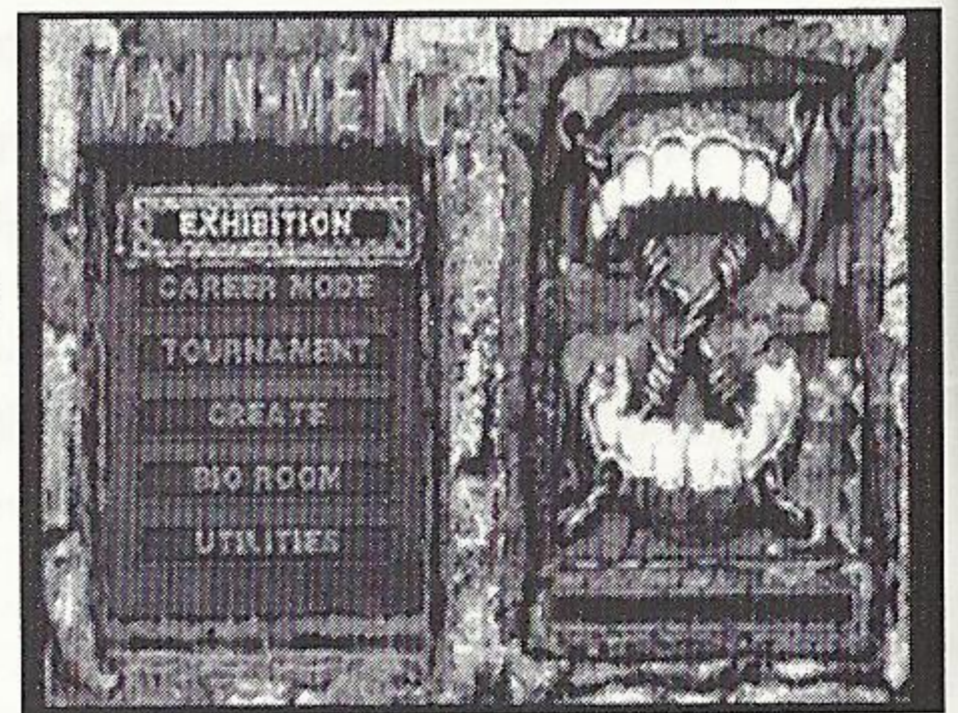 MAIN-MENU
EXHIBITION
CAREER MODE
TOURNAMENT
CREATE
BIO ROOM
UTILITIES